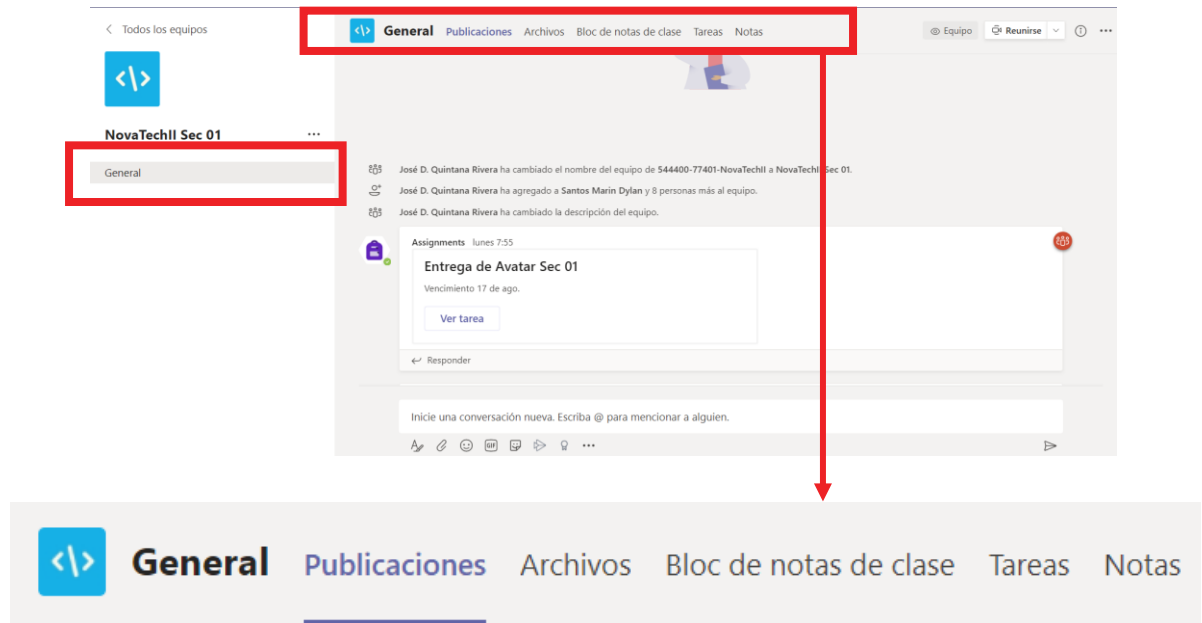 Todos los equipos
NovaTechII Sec 01
General
General Publicaciones Archivos Bloc de notas de clase Tareas Notas
Equipo Reunirse
José D. Quintana Rivera ha cambiado el nombre del equipo de 544400-77401-NovaTechII a NovaTechII Sec 01.
José D. Quintana Rivera ha agregado a Santos Marin Dylan y 8 personas más al equipo.
José D. Quintana Rivera ha cambiado la descripción del equipo.
Assignments lunes 7:55
Entrega de Avatar Sec 01
Vencimiento 17 de ago.
Ver tarea
Responder
Inicie una conversación nueva. Escriba @ para mencionar a alguien.
GIF
General Publicaciones Archivos Bloc de notas de clase Tareas Notas